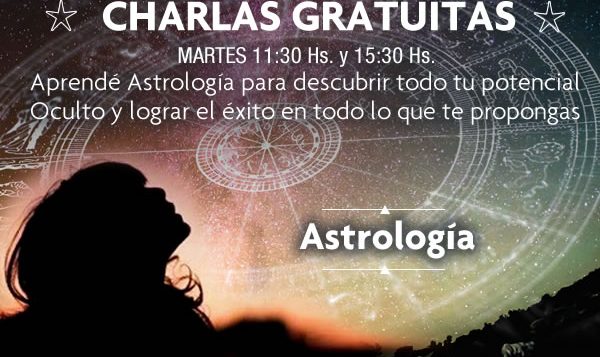 CHARLAS GRATUITAS
MARTES 11:30 Hs. y 15:30 Hs.
Aprendé Astrología para descubrir todo tu potencial
Oculto y lograr el éxito en todo lo que te propongas
Astrología